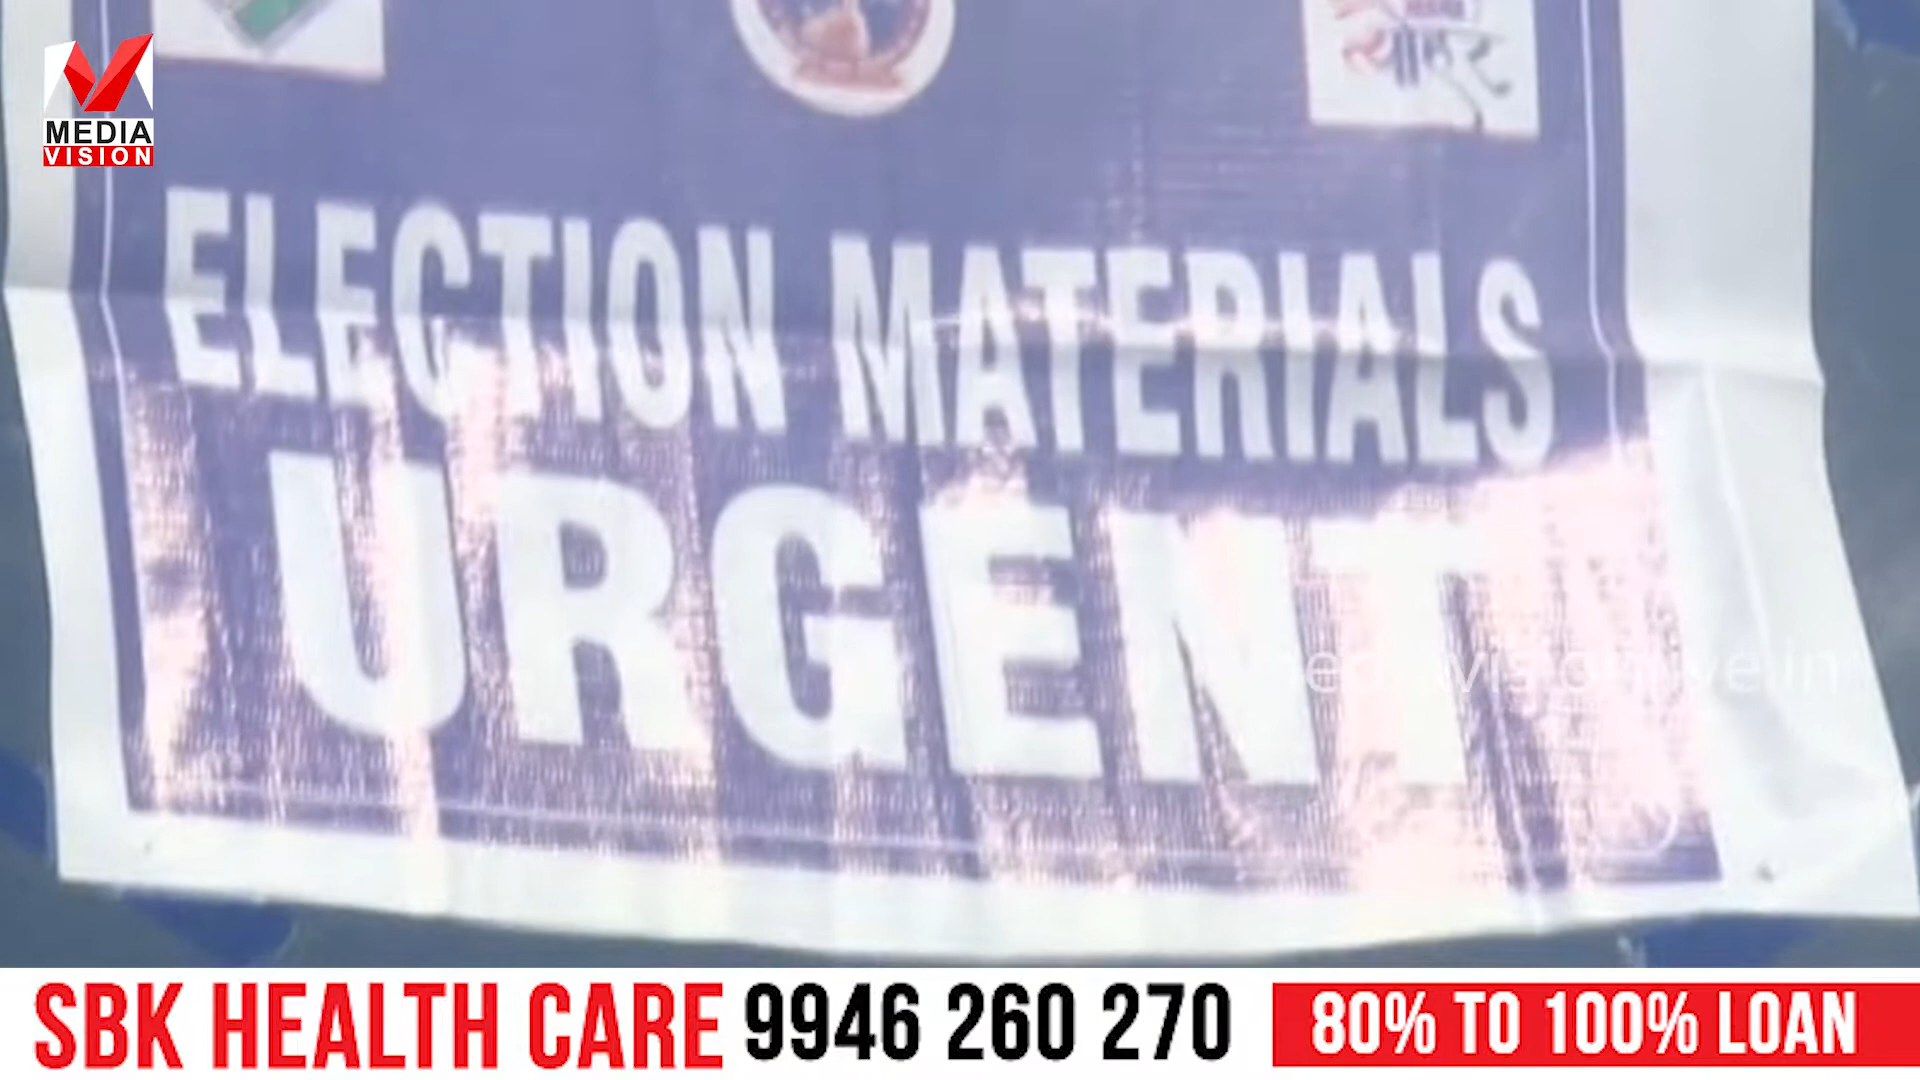 MEDIA
VISION
ELECTION MATERIALS
URGENT
SBK HEALTH CARE 9946 260 270 80% TO 100% LOAN